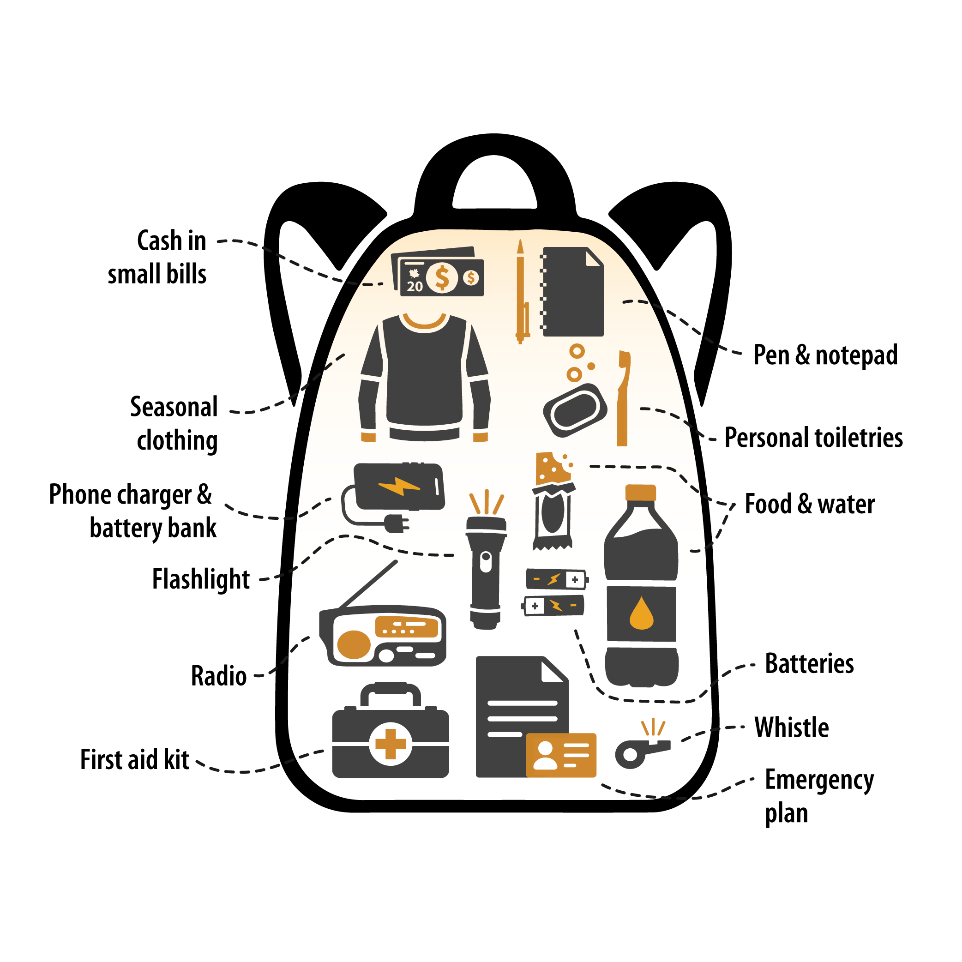 Cash in
small bills
$
$
20
Pen & notepad
Seasonal
clothing
Personal toiletries
Phone charger &
battery bank
Food & water
Flashlight
Radio
Batteries
Whistle
First aid kit
Emergency
plan